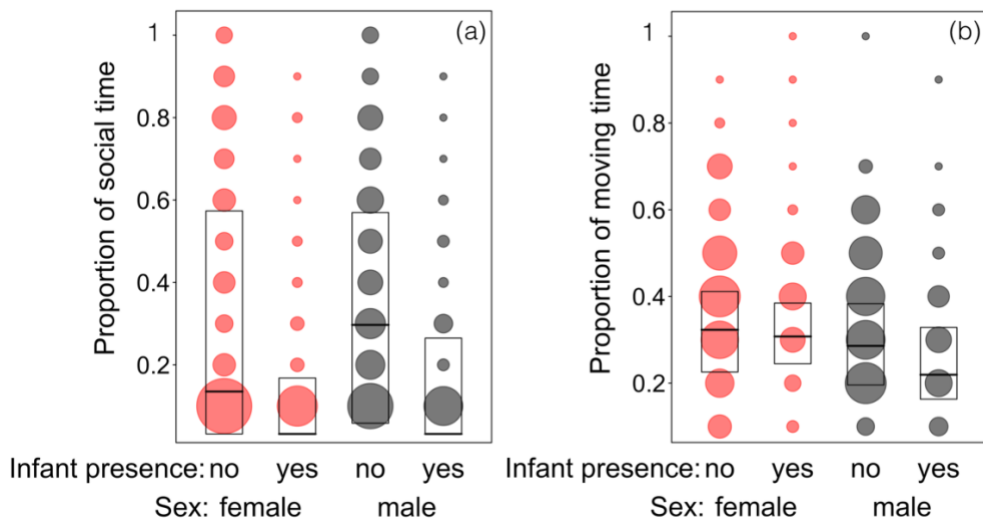 (a)
Proportion of social time
1
0.8
0.6
0.4
0.2
Infant presence: no yes no yes
Sex: female male
(b)
Proportion of moving time
1
0.8
0.6
0.4
0.2
Infant presence: no yes no yes
Sex: female male